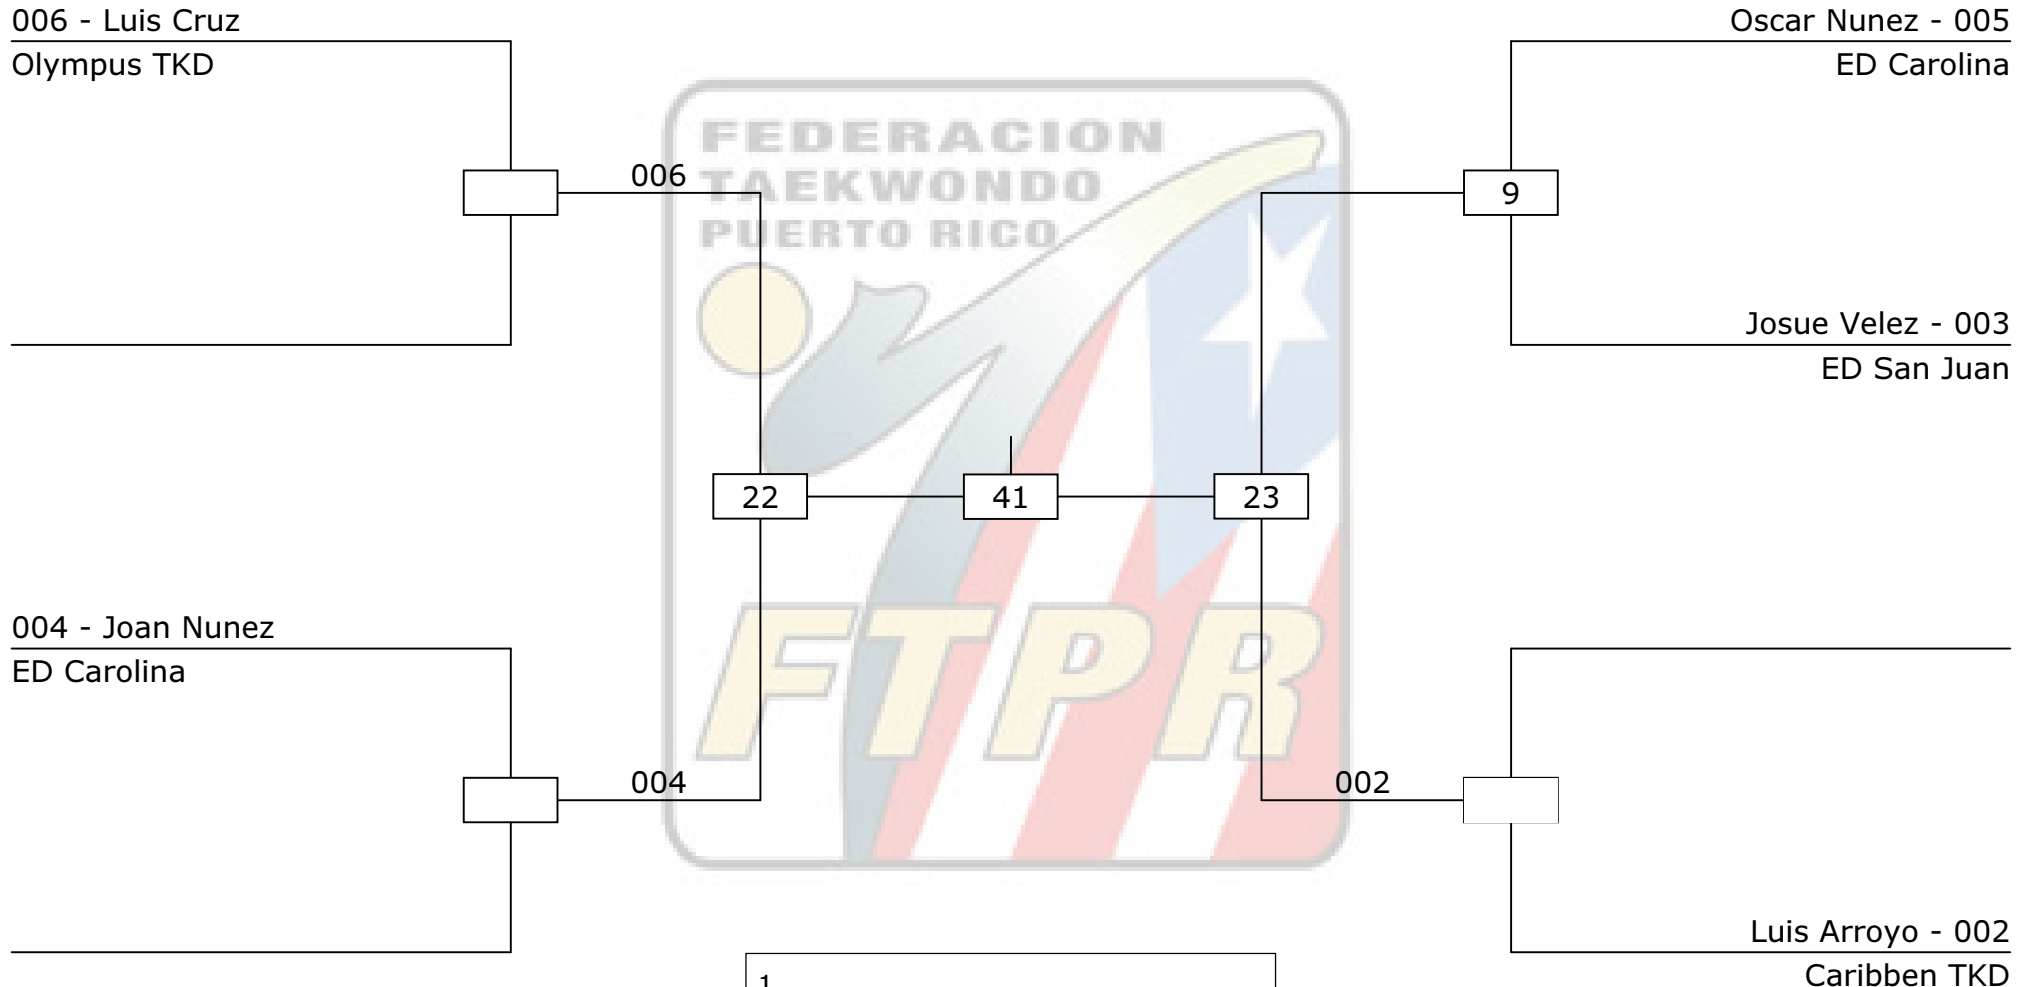 006 - Luis Cruz
Olympus TKD
Oscar Nunez - 005
ED Carolina
FEDERACION
TAEKWONDO
PUERTO RICO
006
9
Josue Velez - 003
ED San Juan
22
41
23
004 - Joan Nunez
ED Carolina
FTPR
004
002
Luis Arroyo - 002
Caribben TKD
1